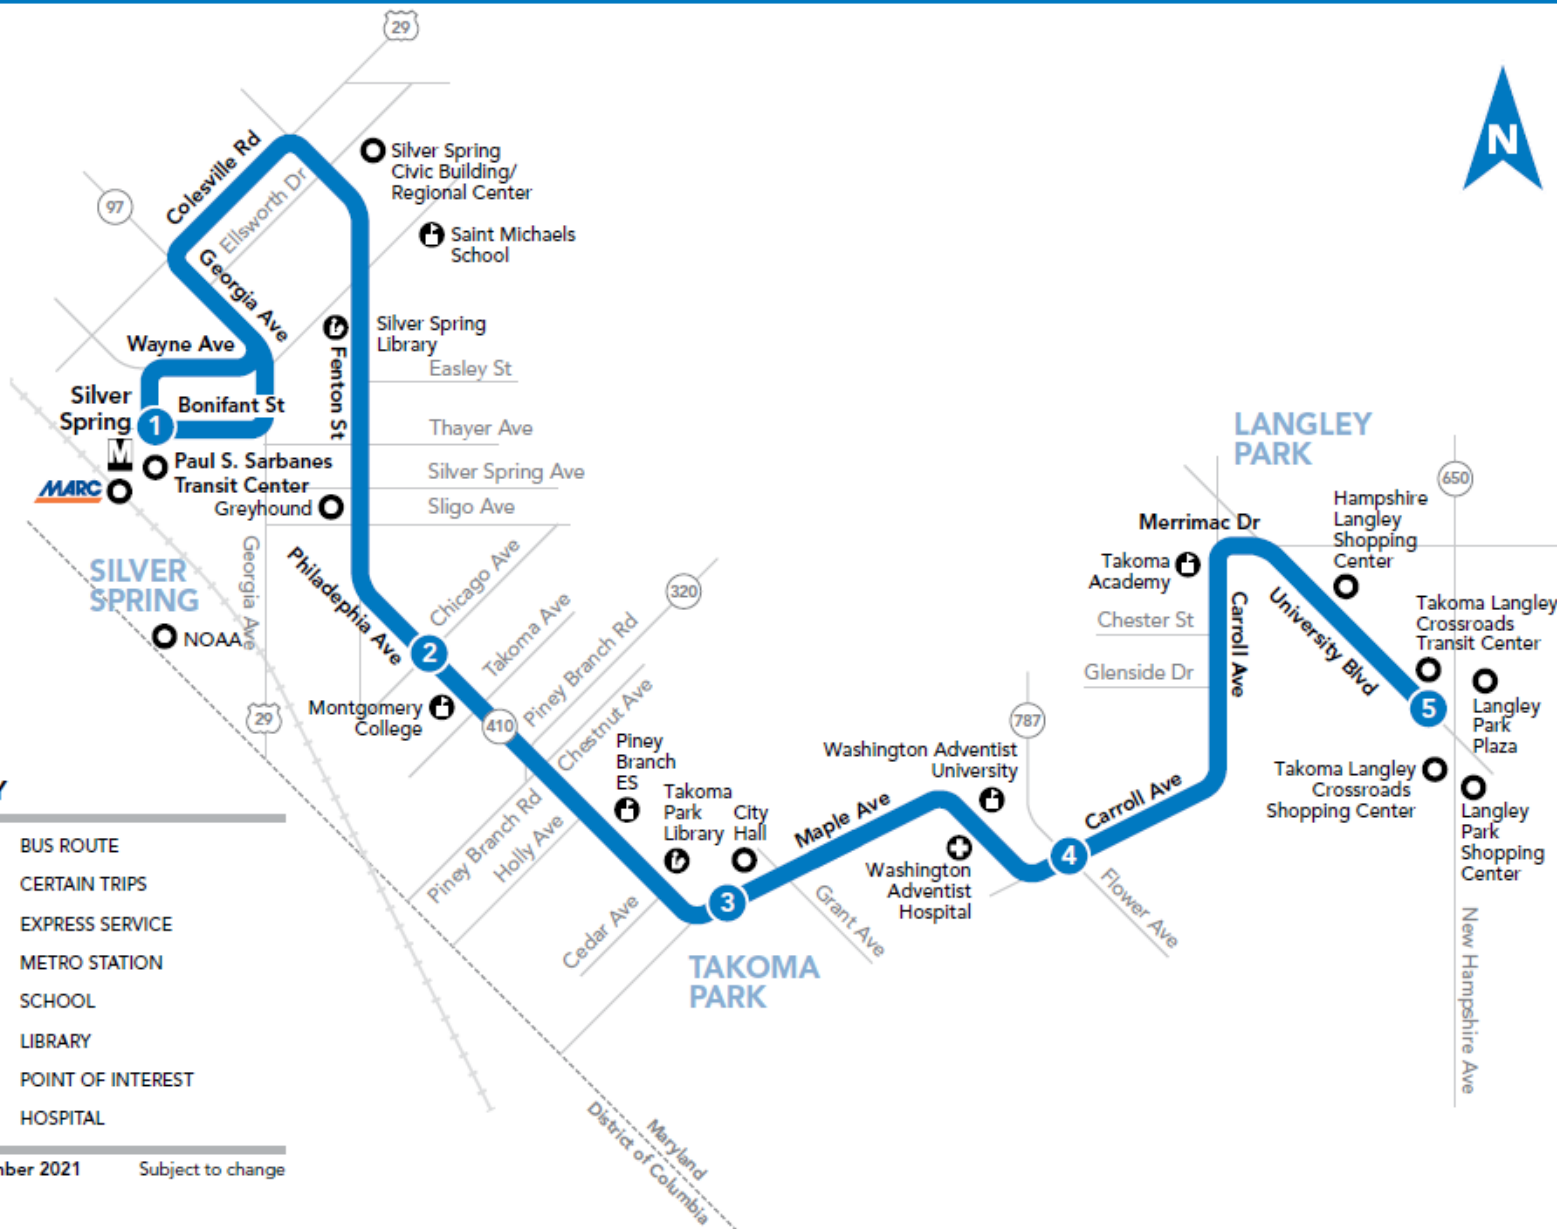 29
N
Colesville Rd
Silver Spring
Civic Building/
Regional Center
Ellsworth Dr
97
Saint Michaels
School
Georgia Ave
Silver Spring
Library
Wayne Ave
Fenton St
Easley St
Silver
Spring
1
Bonifant St
Thayer Ave
M
MARC
Paul S. Sarbanes
Transit Center
Greyhound
Silver Spring Ave
Sligo Ave
SILVER
SPRING
NOAA
Georgia Ave
29
Philadephia Ave
Chicago Ave
2
Takoma Ave
320
Piney Branch Rd
Montgomery
College
410
Chestnut Ave
Piney
Branch
ES
Takoma
Park
Library
City
Hall
Piney Branch Rd
Holly Ave
Cedar Ave
3
TAKOMA
PARK
Maple Ave
Grant Ave
Washington Adventist
University
Washington
Adventist
Hospital
787
4
Carroll Ave
Flower Ave
LANGLEY
PARK
650
Merrimac Dr
Hampshire
Langley
Shopping
Center
Takoma
Academy
Chester St
Glenside Dr
Carroll Ave
University Blvd
Takoma Langley
Crossroads
Transit Center
5
Langley
Park
Plaza
Takoma Langley
Crossroads
Shopping Center
Langley
Park
Shopping
Center
New Hampshire Ave
Maryland
District of Columbia
Y
BUS ROUTE
CERTAIN TRIPS
EXPRESS SERVICE
METRO STATION
SCHOOL
LIBRARY
POINT OF INTEREST
HOSPITAL
mber 2021 Subject to change